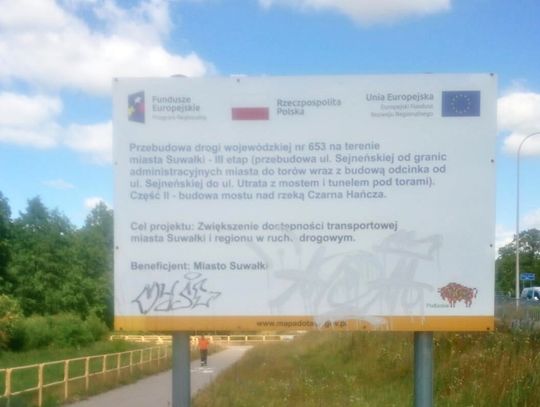 Fundusze
Europejskie
Program Regionalny
Rzeczpospolita
Polska
Unia Europejska
Europejski Fundusz
Rozwoju Regionalnego
Przebudowa drogi wojewódzkiej nr 653 na terenie
miasta Suwałki - III etap (przebudowa ul. Sejneńskiej od granic
administracyjnych miasta do torów wraz z budową odcinka od
ul. Sejneńskiej do ul. Utrata z mostem i tunelem pod torami).
Część II - budowa mostu nad rzeką Czarna Hańcza.
Cel projektu: Zwiększenie dostępności transportowej
miasta Suwałki i regionu w ruchu drogowym.
Beneficjent: Miasto Suwałki
Podlaskie